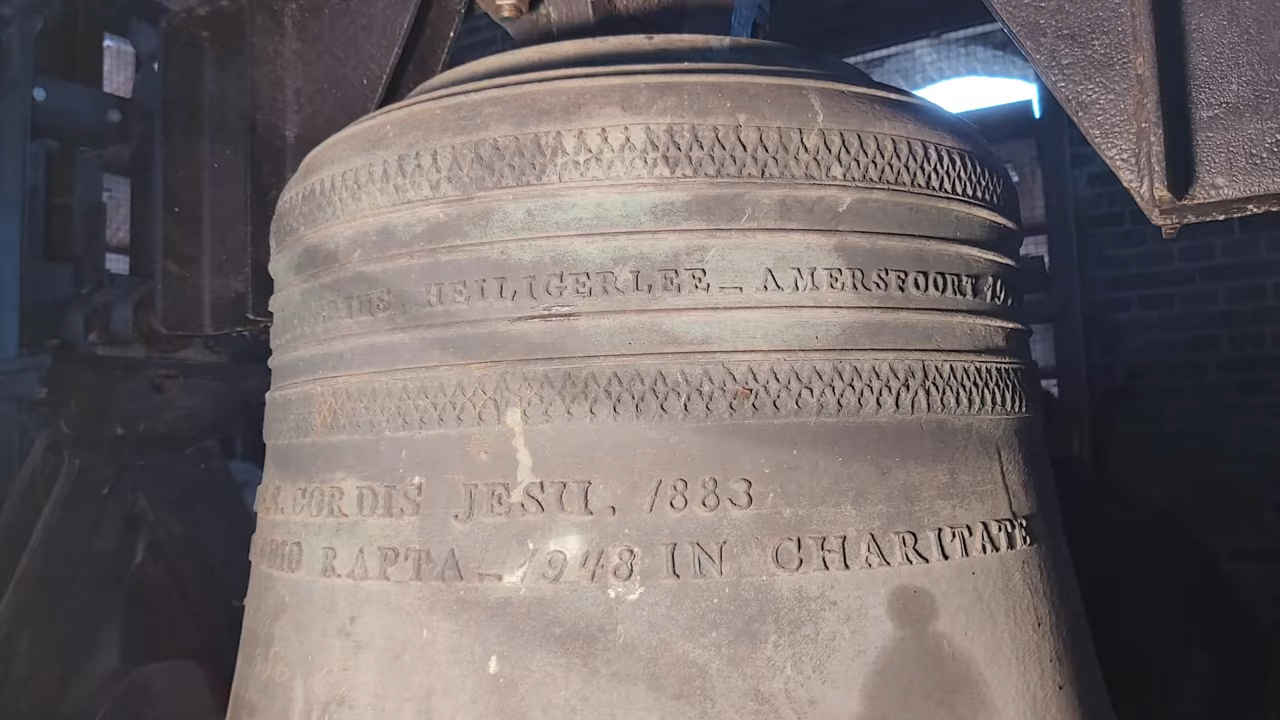 HEILIGERLEE _ AMERSFOORT
S. CORDIS JESU. 1883
RAPTA _ 1948 IN CHARITATE